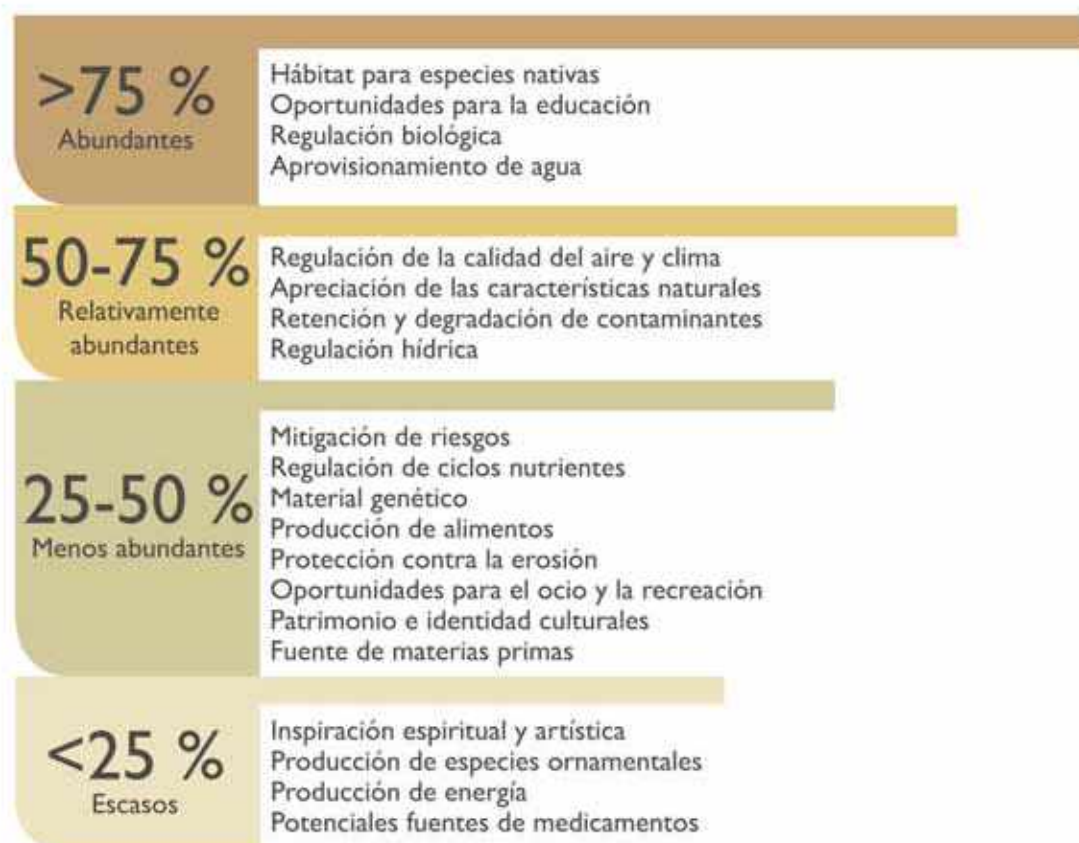 >75 %
Abundantes
Hábitat para especies nativas
Oportunidades para la educación
Regulación biológica
Aprovisionamiento de agua
50-75 %
Relativamente
abundantes
Regulación de la calidad del aire y clima
Apreciación de las características naturales
Retención y degradación de contaminantes
Regulación hídrica
25-50 %
Menos abundantes
Mitigación de riesgos
Regulación de ciclos nutrientes
Material genético
Producción de alimentos
Protección contra la erosión
Oportunidades para el ocio y la recreación
Patrimonio e identidad culturales
Fuente de materias primas
<25 %
Escasos
Inspiración espiritual y artística
Producción de especies ornamentales
Producción de energía
Potenciales fuentes de medicamentos